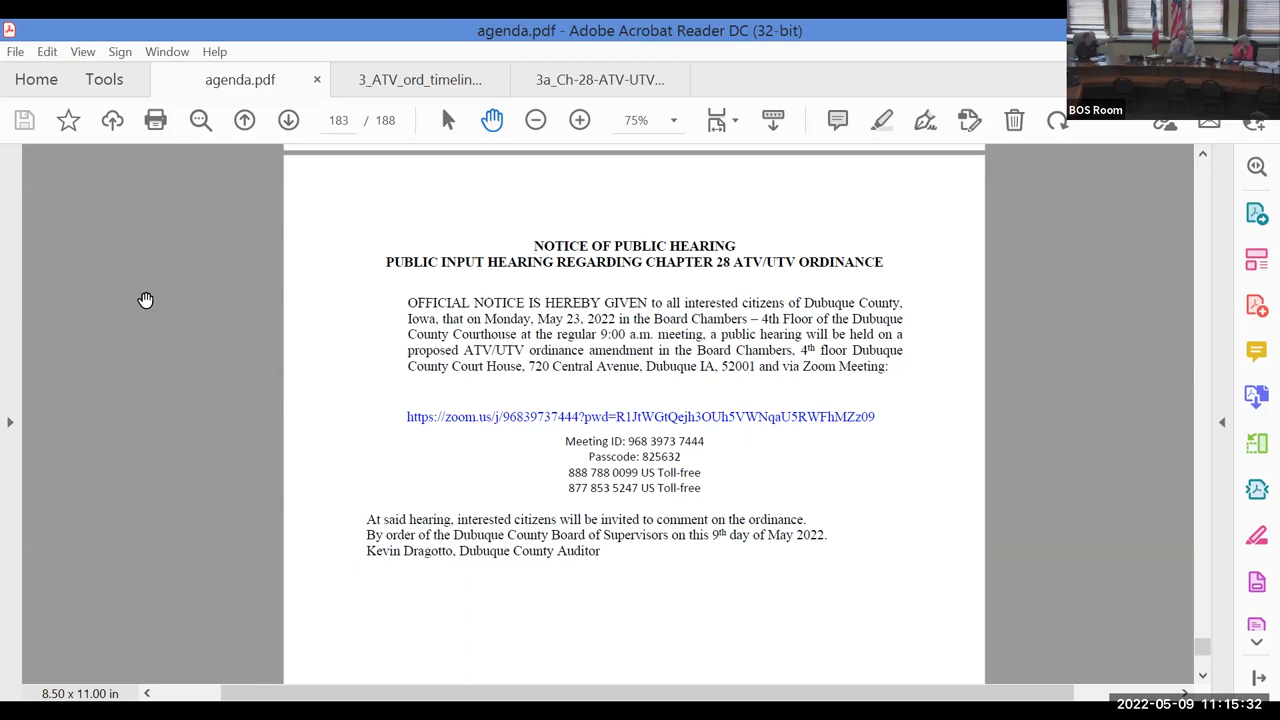 agenda.pdf - Adobe Acrobat Reader DC (32-bit)
File Edit View Sign Window Help
Home Tools agenda.pdf × 3_ATV_ord_timelin... 3a_Ch-28-ATV-UTV...
BOS Room
183 / 188 75%
NOTICE OF PUBLIC HEARING
PUBLIC INPUT HEARING REGARDING CHAPTER 28 ATV/UTV ORDINANCE
OFFICIAL NOTICE IS HEREBY GIVEN to all interested citizens of Dubuque County,
Iowa, that on Monday, May 23, 2022 in the Board Chambers – 4th Floor of the Dubuque
County Courthouse at the regular 9:00 a.m. meeting, a public hearing will be held on a
proposed ATV/UTV ordinance amendment in the Board Chambers, 4th floor Dubuque
County Court House, 720 Central Avenue, Dubuque IA, 52001 and via Zoom Meeting:
https://zoom.us/j/96839737444?pwd=R1JtWGtQejh3OUh5VWNqaU5RWFhMZz09
Meeting ID: 968 3973 7444
Passcode: 825632
888 788 0099 US Toll-free
877 853 5247 US Toll-free
At said hearing, interested citizens will be invited to comment on the ordinance.
By order of the Dubuque County Board of Supervisors on this 9th day of May 2022.
Kevin Dragotto, Dubuque County Auditor
8.50 x 11.00 in
2022-05-09 11:15:32